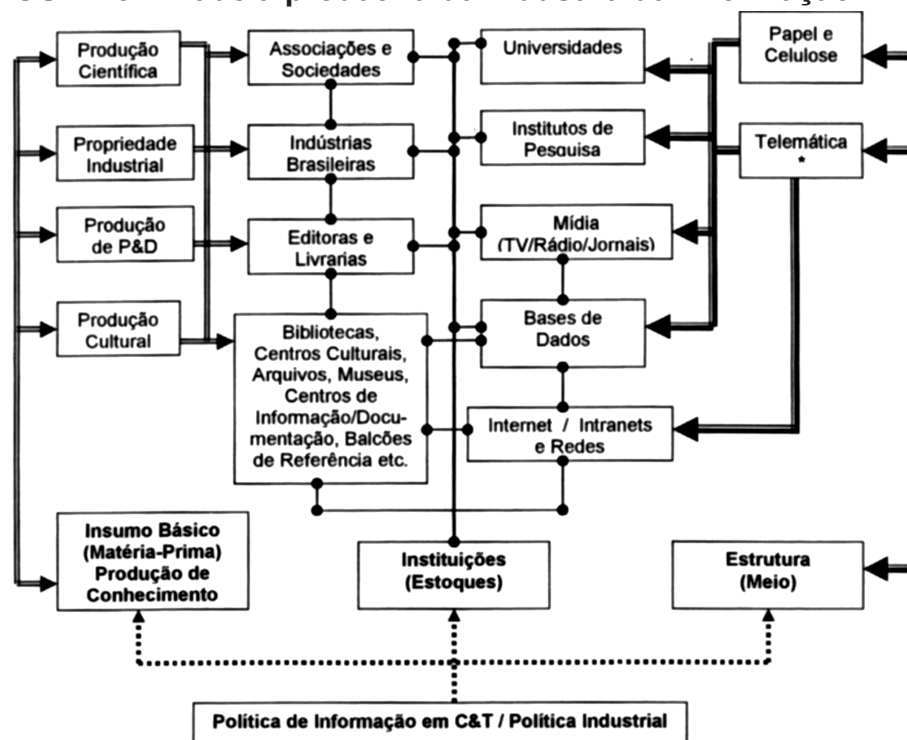 Produção
Científica
Propriedade
Industrial
Produção
de P&D
Produção
Cultural
Associações e
Sociedades
Indústrias
Brasileiras
Editoras e
Livrarias
Bibliotecas,
Centros Culturais,
Arquivos, Museus,
Centros de
Informação/Docu-
mentação, Balcões
de Referência etc.
Universidades
Institutos de
Pesquisa
Mídia
(TV/Rádio/Jornais)
Bases de
Dados
Internet / Intranets
e Redes
Papel e
Celulose
Telemática
*
Insumo Básico
(Matéria-Prima)
Produção de
Conhecimento
Instituições
(Estoques)
Estrutura
(Meio)
Política de Informação em C&T / Política Industrial